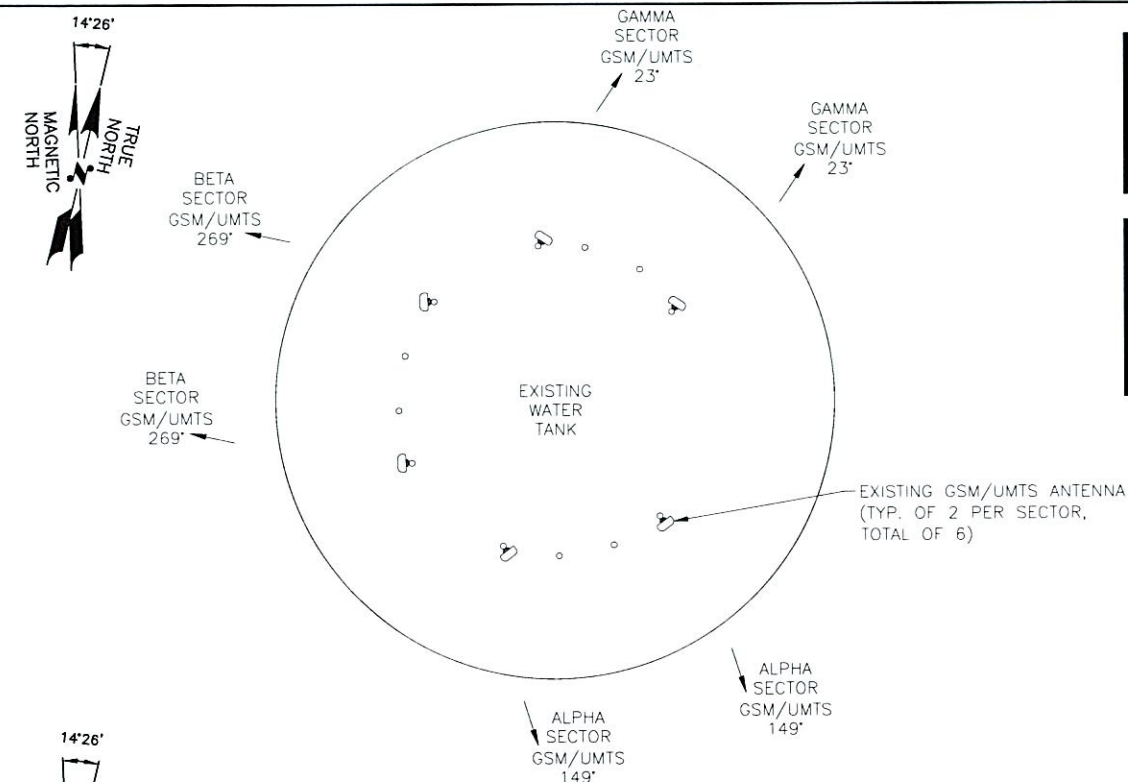 14°26'
TRUE
NORTH
MAGNETIC
NORTH
GAMMA
SECTOR
GSM/UMTS
23°
GAMMA
SECTOR
GSM/UMTS
23°
BETA
SECTOR
GSM/UMTS
269°
BETA
SECTOR
GSM/UMTS
269°
EXISTING
WATER
TANK
EXISTING GSM/UMTS ANTENNA
(TYP. OF 2 PER SECTOR,
TOTAL OF 6)
ALPHA
SECTOR
GSM/UMTS
149°
ALPHA
SECTOR
GSM/UMTS
149°
14°26'